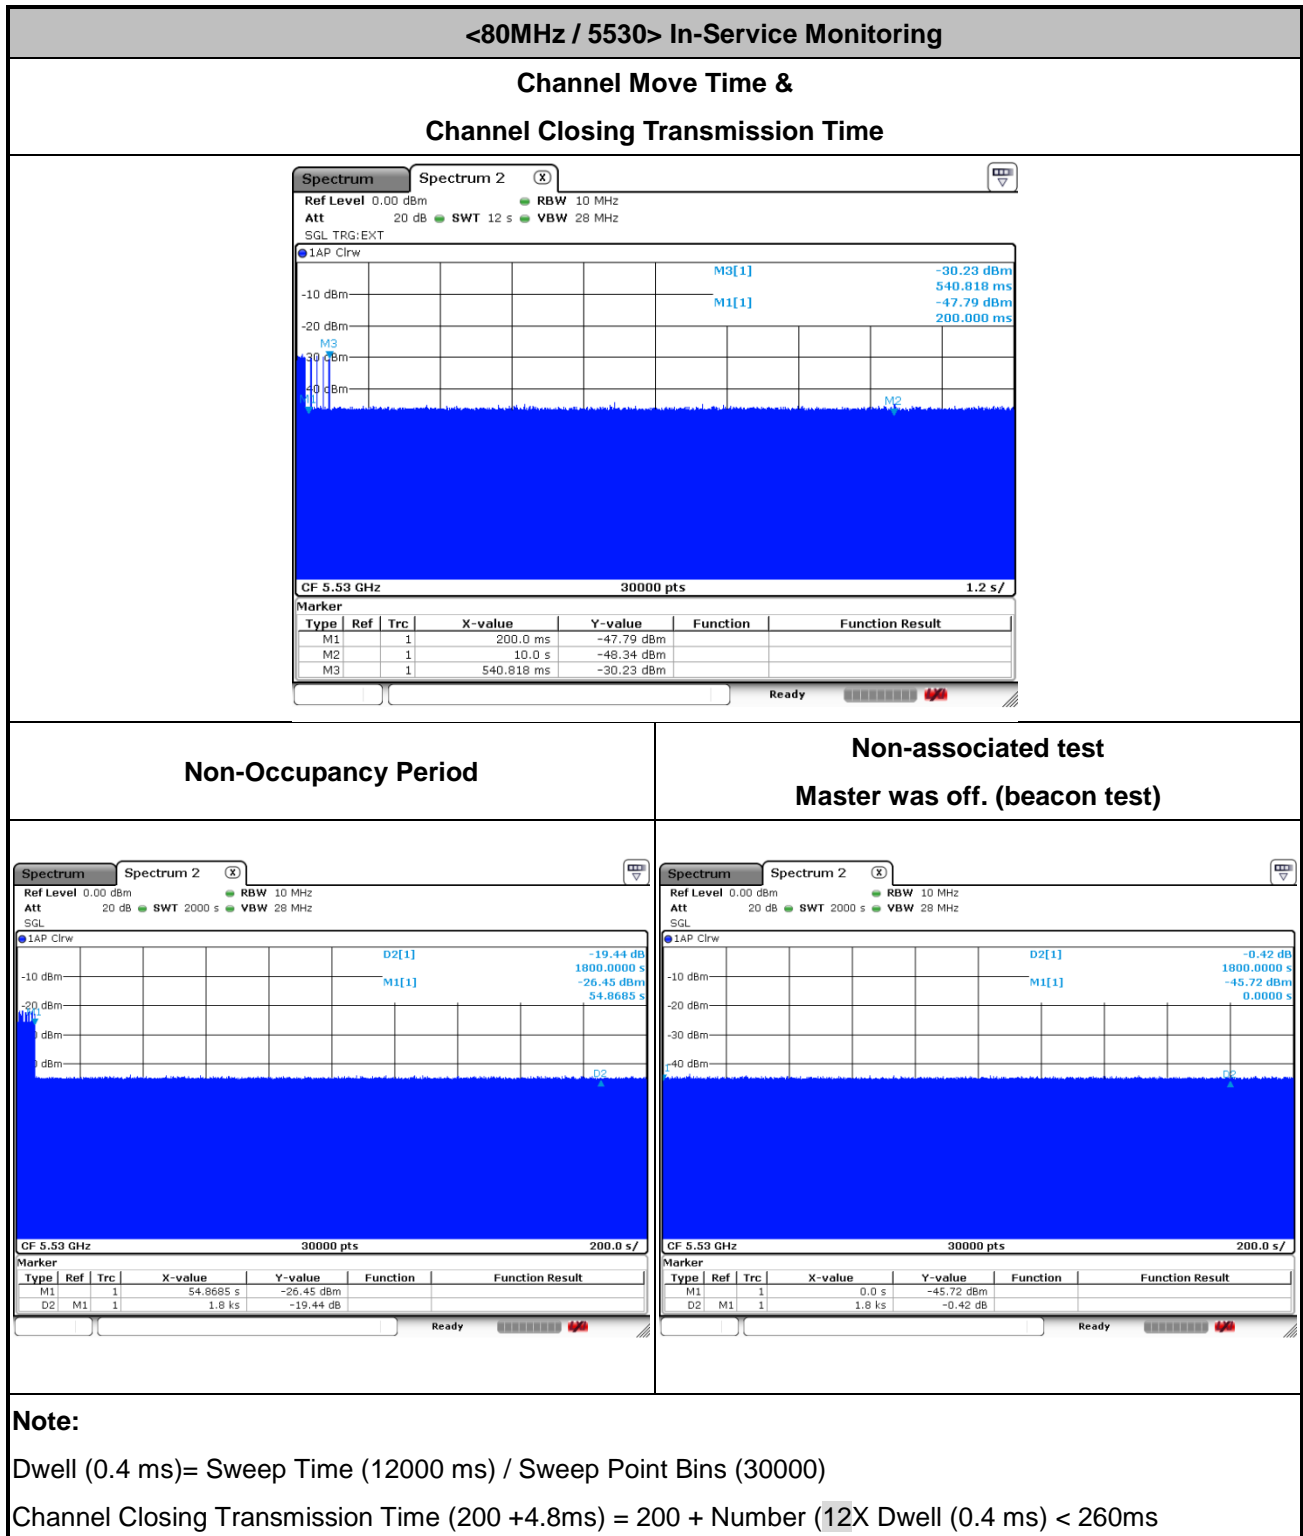 <80MHz / 5530> In-Service Monitoring
Channel Move Time &
Channel Closing Transmission Time
Spectrum Spectrum 2 X
Ref Level 0.00 dBm RBW 10 MHz
Att 20 dB SWT 12 s VBW 28 MHz
SGL TRG:EXT
1AP Clrw
M3[1] -30.23 dBm
540.818 ms
-10 dBm
M1[1] -47.79 dBm
200.000 ms
-20 dBm
M3
-30 dBm
-40 dBm
M1 M2
CF 5.53 GHz 30000 pts 1.2 s/
Marker
Type Ref Trc X-value Y-value Function Function Result
M1 1 200.0 ms -47.79 dBm
M2 1 10.0 s -48.34 dBm
M3 1 540.818 ms -30.23 dBm
Ready
Non-Occupancy Period
Non-associated test
Master was off. (beacon test)
Spectrum Spectrum 2 X
Ref Level 0.00 dBm RBW 10 MHz
Att 20 dB SWT 2000 s VBW 28 MHz
SGL
1AP Clrw
D2[1] -19.44 dB
1800.0000 s
-10 dBm
M1[1] -26.45 dBm
54.8685 s
-20 dBm
M1
dBm
dBm
D2
CF 5.53 GHz 30000 pts 200.0 s/
Marker
Type Ref Trc X-value Y-value Function Function Result
M1 1 54.8685 s -26.45 dBm
D2 M1 1 1.8 ks -19.44 dB
Ready
Spectrum Spectrum 2 X
Ref Level 0.00 dBm RBW 10 MHz
Att 20 dB SWT 2000 s VBW 28 MHz
SGL
1AP Clrw
D2[1] -0.42 dB
1800.0000 s
-10 dBm
M1[1] -45.72 dBm
0.0000 s
-20 dBm
-30 dBm
-40 dBm
1 D2
CF 5.53 GHz 30000 pts 200.0 s/
Marker
Type Ref Trc X-value Y-value Function Function Result
M1 1 0.0 s -45.72 dBm
D2 M1 1 1.8 ks -0.42 dB
Ready
Note:
Dwell (0.4 ms)= Sweep Time (12000 ms) / Sweep Point Bins (30000)
Channel Closing Transmission Time (200 +4.8ms) = 200 + Number (12X Dwell (0.4 ms) < 260ms